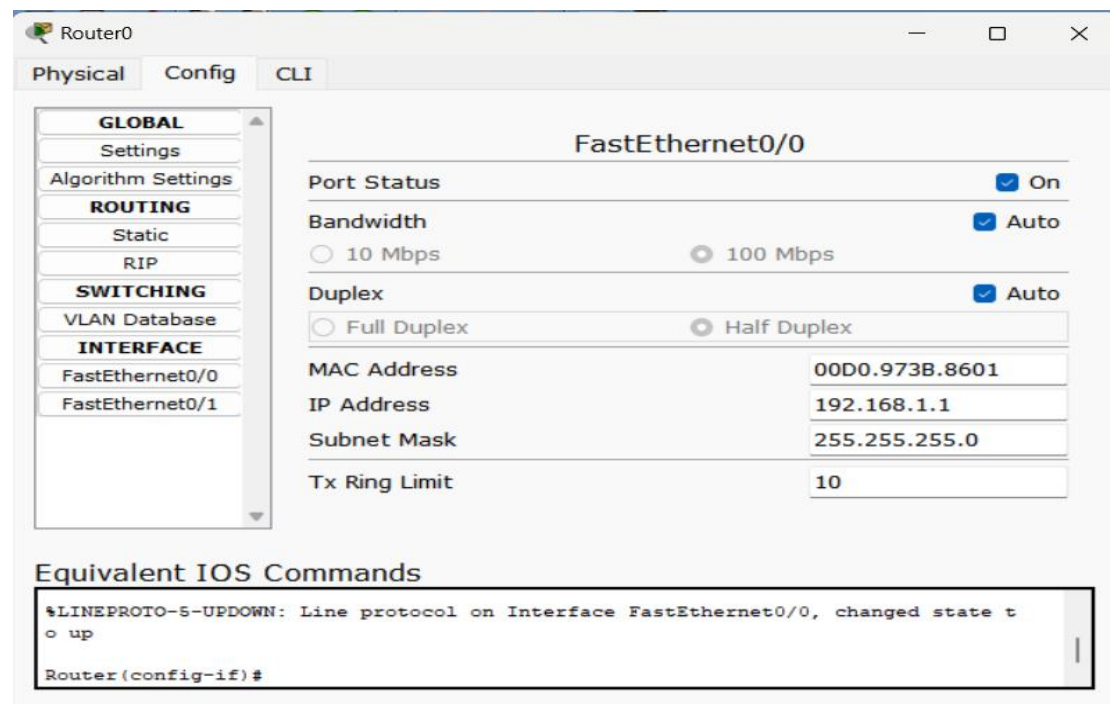 Router0
Physical Config CLI
GLOBAL
Settings
Algorithm Settings
ROUTING
Static
RIP
SWITCHING
VLAN Database
INTERFACE
FastEthernet0/0
FastEthernet0/1
FastEthernet0/0
Port Status On
Bandwidth Auto
10 Mbps 100 Mbps
Duplex Auto
Full Duplex Half Duplex
MAC Address 00D0.973B.8601
IP Address 192.168.1.1
Subnet Mask 255.255.255.0
Tx Ring Limit 10
Equivalent IOS Commands
%LINEPROTO-5-UPDOWN: Line protocol on Interface FastEthernet0/0, changed state t
o up
Router(config-if)#